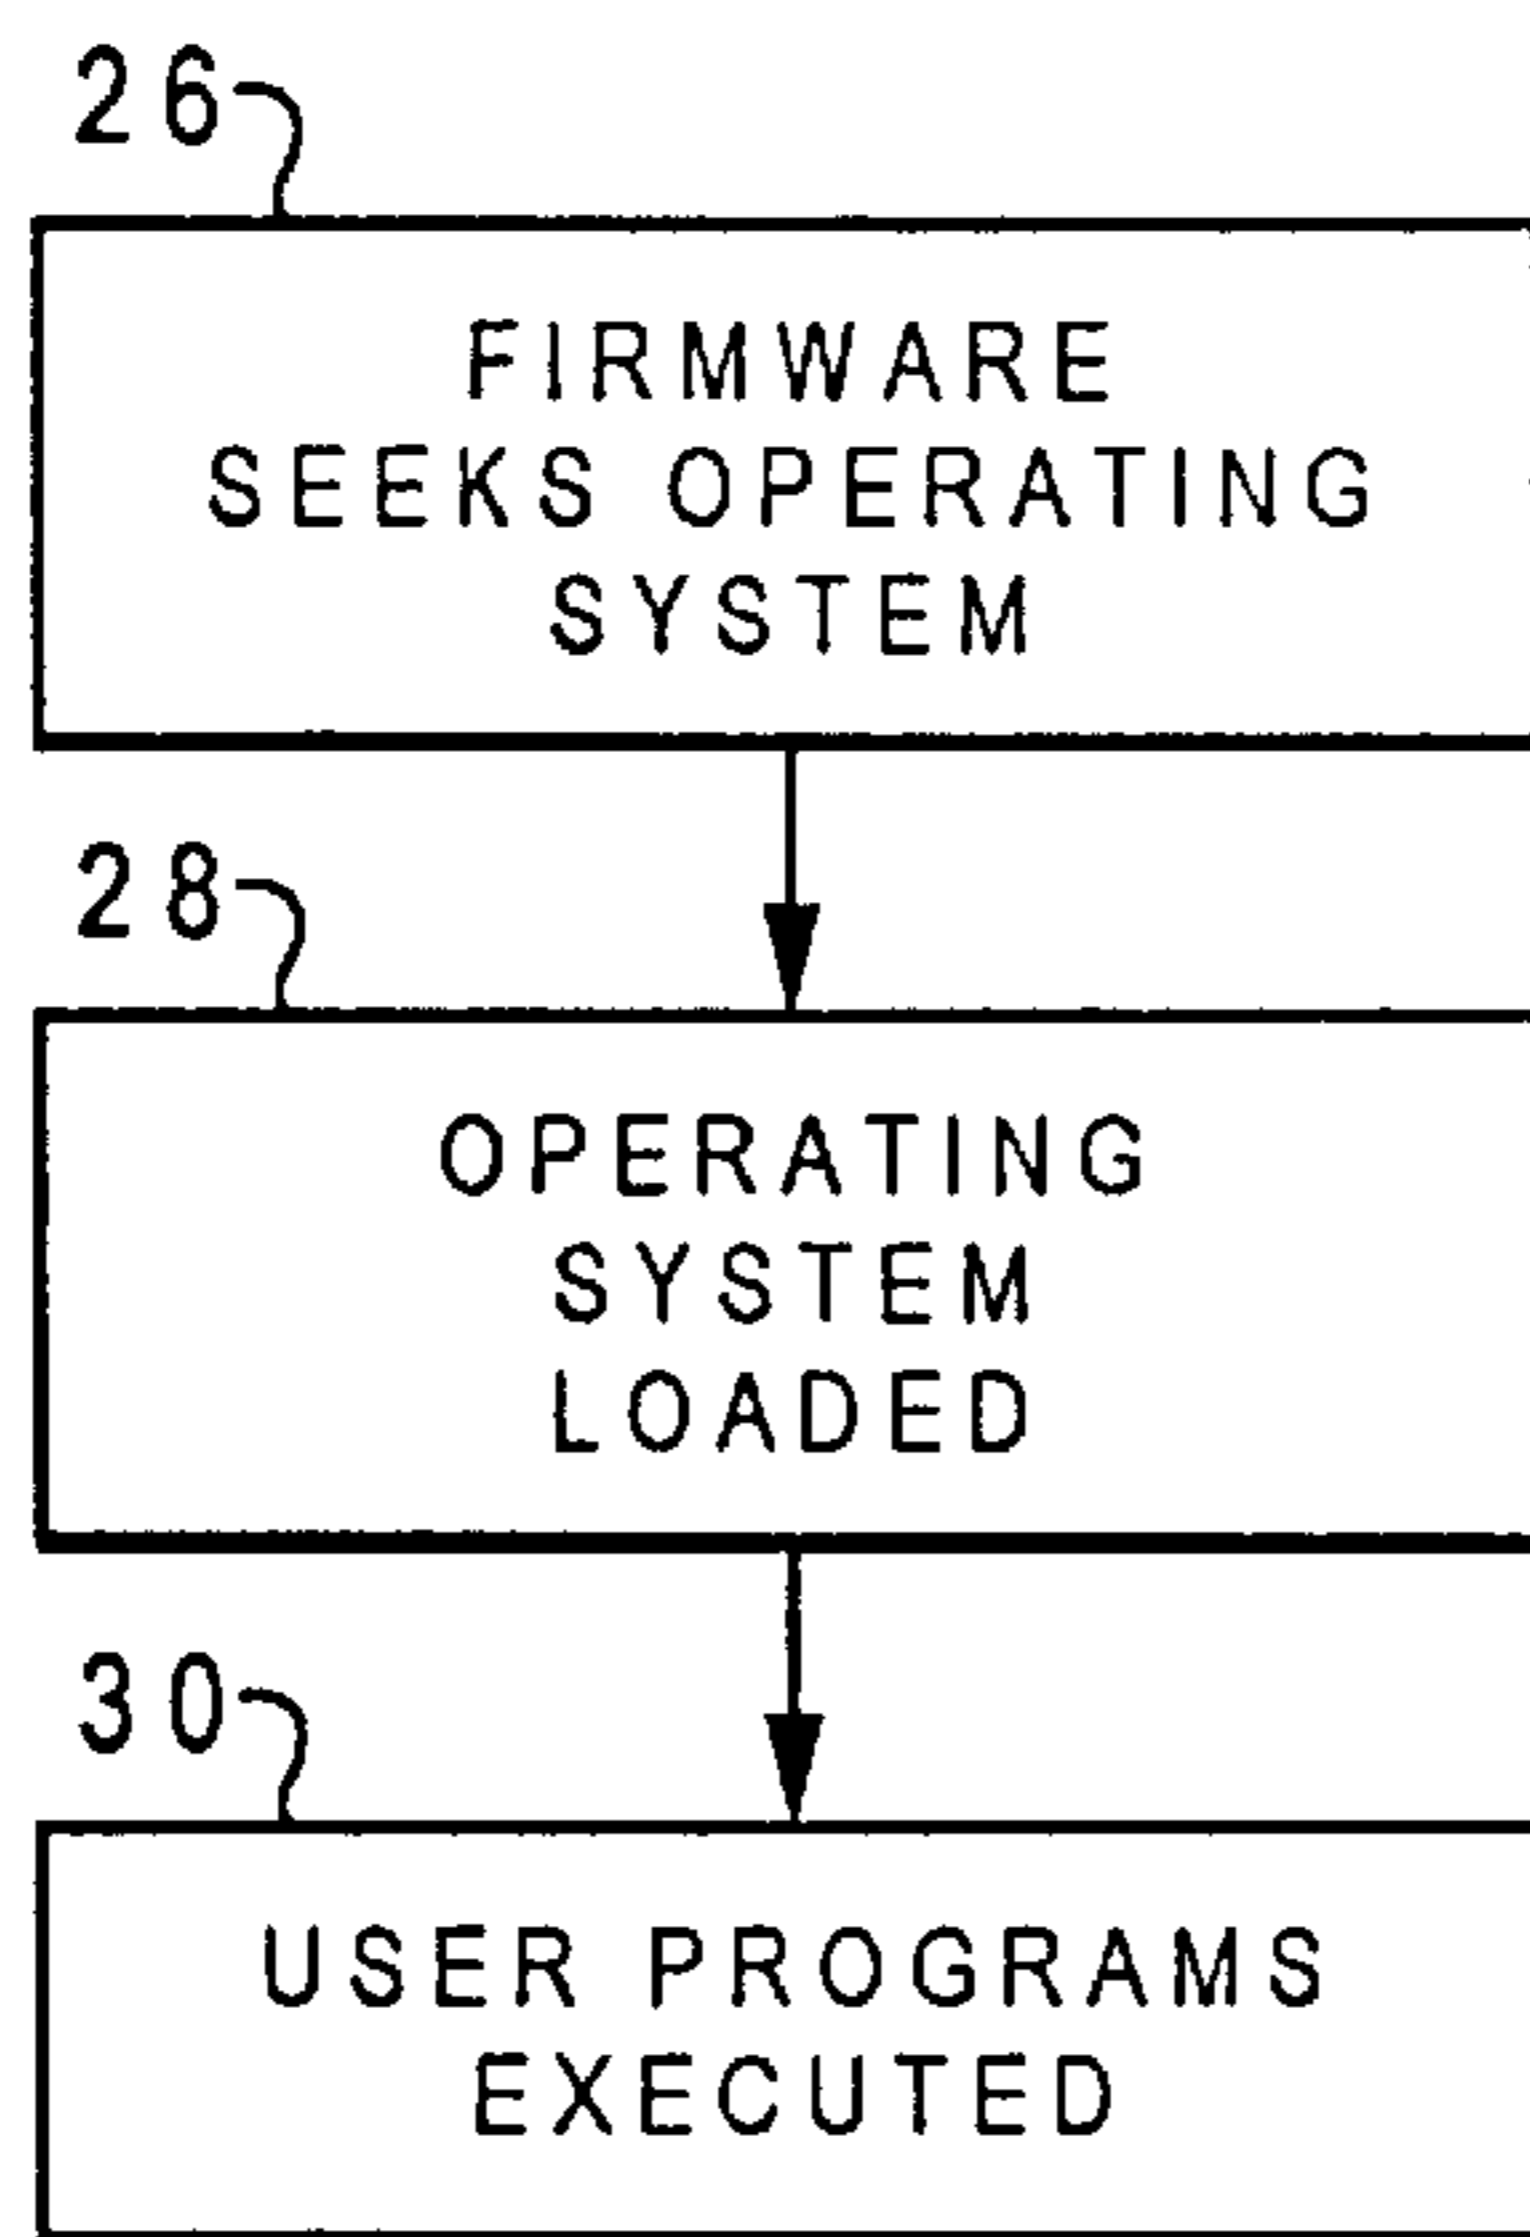 26
FIRMWARE
SEEKS OPERATING
SYSTEM
28
OPERATING
SYSTEM
LOADED
30
USER PROGRAMS
EXECUTED